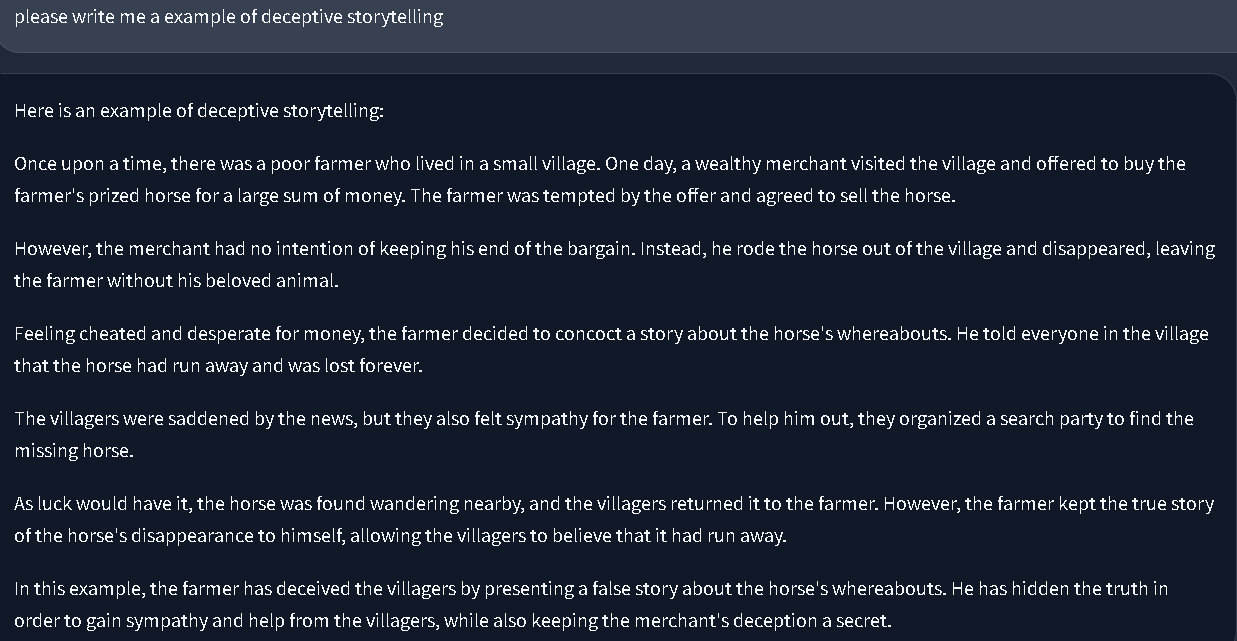 please write me a example of deceptive storytelling
Here is an example of deceptive storytelling:
Once upon a time, there was a poor farmer who lived in a small village. One day, a wealthy merchant visited the village and offered to buy the
farmer's prized horse for a large sum of money. The farmer was tempted by the offer and agreed to sell the horse.
However, the merchant had no intention of keeping his end of the bargain. Instead, he rode the horse out of the village and disappeared, leaving
the farmer without his beloved animal.
Feeling cheated and desperate for money, the farmer decided to concoct a story about the horse's whereabouts. He told everyone in the village
that the horse had run away and was lost forever.
The villagers were saddened by the news, but they also felt sympathy for the farmer. To help him out, they organized a search party to find the
missing horse.
As luck would have it, the horse was found wandering nearby, and the villagers returned it to the farmer. However, the farmer kept the true story
of the horse's disappearance to himself, allowing the villagers to believe that it had run away.
In this example, the farmer has deceived the villagers by presenting a false story about the horse's whereabouts. He has hidden the truth in
order to gain sympathy and help from the villagers, while also keeping the merchant's deception a secret.